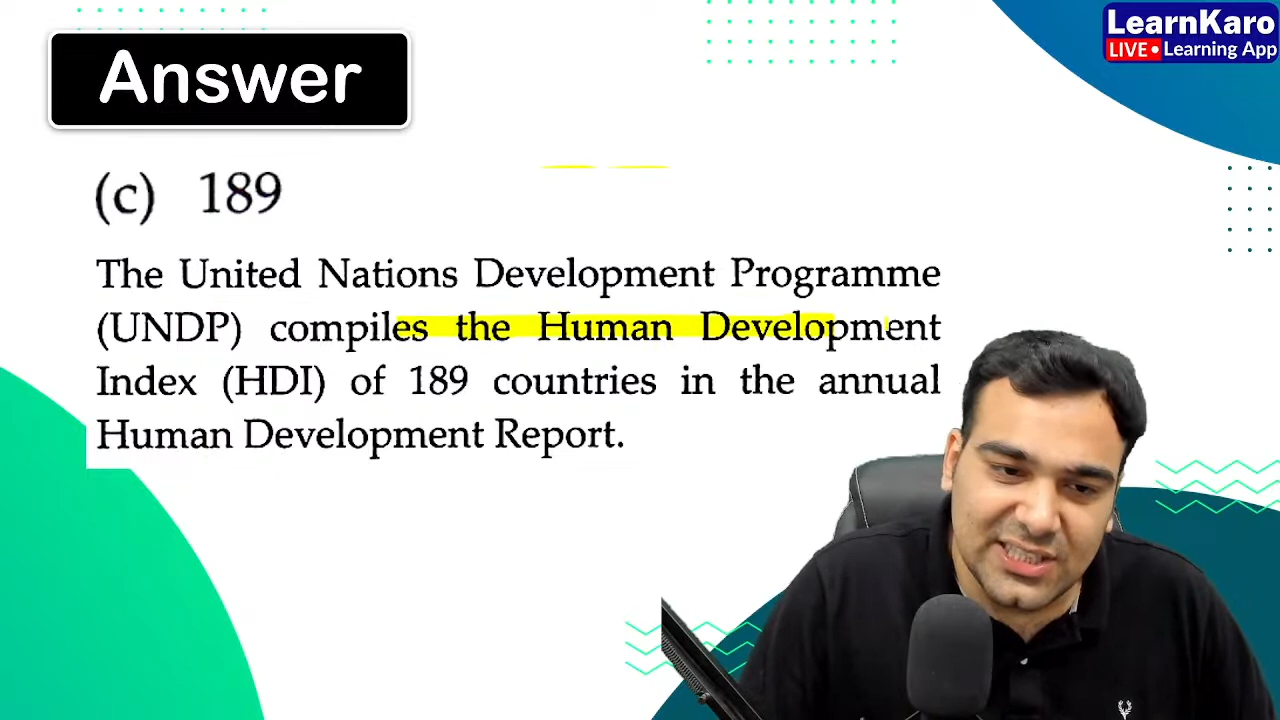 LearnKaro
LIVE • Learning App
Answer
(c) 189
The United Nations Development Programme
(UNDP) compiles the Human Development
Index (HDI) of 189 countries in the annual
Human Development Report.